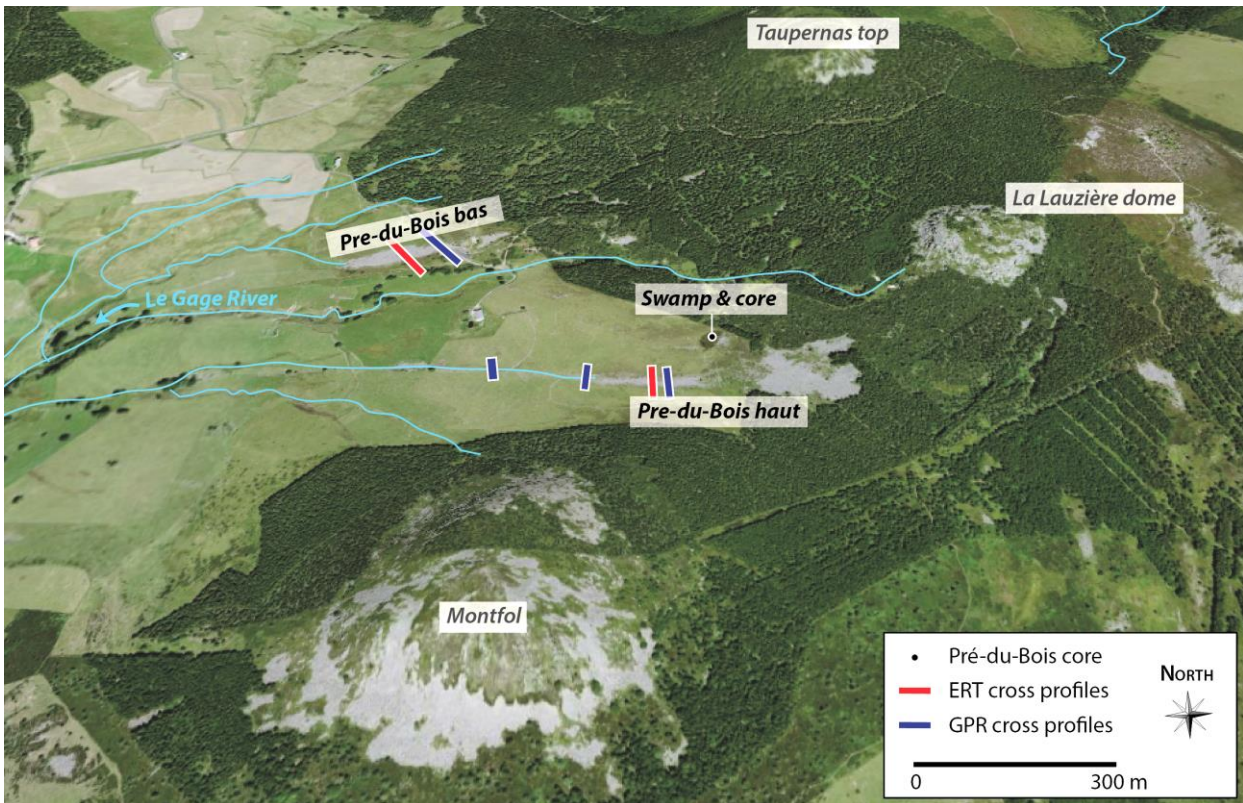 Taupernas top
La Lauzière dome
Pre-du-Bois bas
Swamp & core
Le Gage River
Pre-du-Bois haut
Montfol
Pré-du-Bois core
ERT cross profiles
GPR cross profiles
NORTH
0
300 m